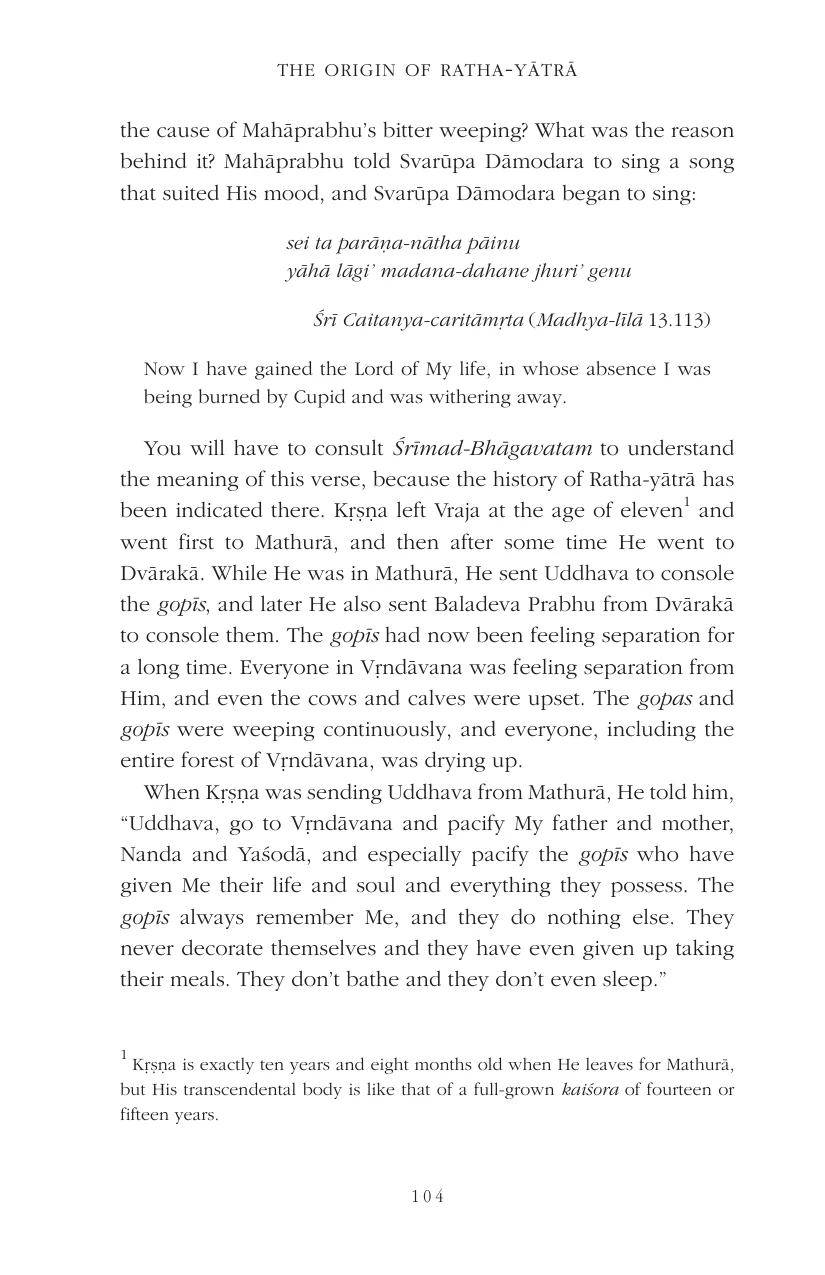 THE ORIGIN OF RATHA-YĀTRĀ
the cause of Mahāprabhu’s bitter weeping? What was the reason
behind it? Mahāprabhu told Svarūpa Dāmodara to sing a song
that suited His mood, and Svarūpa Dāmodara began to sing:
sei ta parāṇa-nātha pāinu
yāhā lāgi’ madana-dahane jhuri’ genu
Śrī Caitanya-caritāmṛta (Madhya-līlā 13.113)
Now I have gained the Lord of My life, in whose absence I was
being burned by Cupid and was withering away.
You will have to consult Śrīmad-Bhāgavatam to understand
the meaning of this verse, because the history of Ratha-yātrā has
been indicated there. Kṛṣṇa left Vraja at the age of eleven1 and
went first to Mathurā, and then after some time He went to
Dvārakā. While He was in Mathurā, He sent Uddhava to console
the gopīs, and later He also sent Baladeva Prabhu from Dvārakā
to console them. The gopīs had now been feeling separation for
a long time. Everyone in Vṛndāvana was feeling separation from
Him, and even the cows and calves were upset. The gopas and
gopīs were weeping continuously, and everyone, including the
entire forest of Vṛndāvana, was drying up.
When Kṛṣṇa was sending Uddhava from Mathurā, He told him,
“Uddhava, go to Vṛndāvana and pacify My father and mother,
Nanda and Yaśodā, and especially pacify the gopīs who have
given Me their life and soul and everything they possess. The
gopīs always remember Me, and they do nothing else. They
never decorate themselves and they have even given up taking
their meals. They don’t bathe and they don’t even sleep.”
1 Kṛṣṇa is exactly ten years and eight months old when He leaves for Mathurā,
but His transcendental body is like that of a full-grown kaiśora of fourteen or
fifteen years.
104